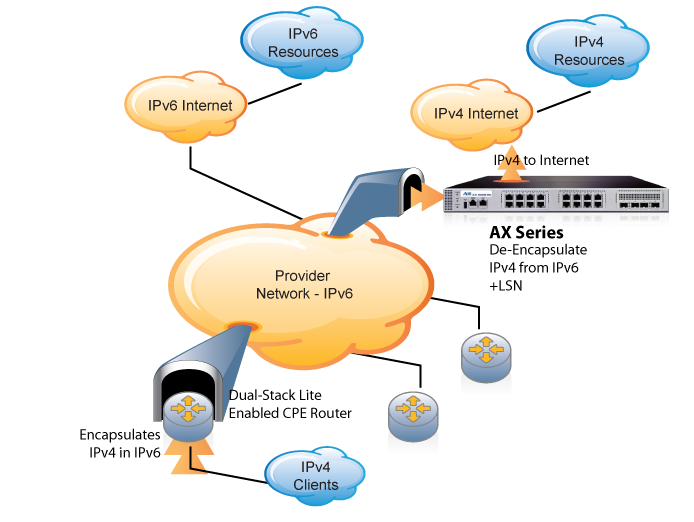 IPv6
Resources
IPv4
Resources
IPv6 Internet
IPv4 Internet
IPv4 to Internet
AX Series
De-Encapsulate
IPv4 from IPv6
+LSN
Provider
Network - IPv6
Dual-Stack Lite
Enabled CPE Router
Encapsulates
IPv4 in IPv6
IPv4
Clients